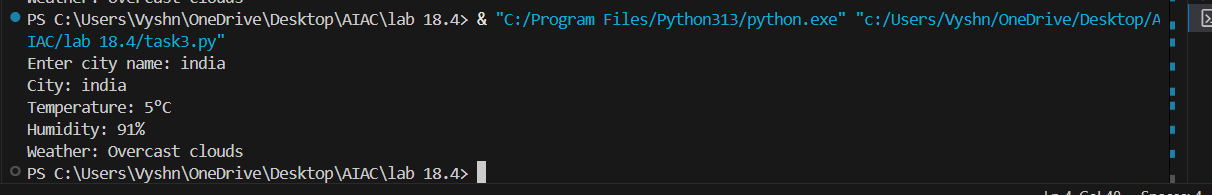 PS C:\Users\Vyshn\OneDrive\Desktop\AIAC\lab 18.4> & "C:/Program Files/Python313/python.exe" "c:/Users/Vyshn/OneDrive/Desktop/A
IAC/lab 18.4/task3.py"
Enter city name: india
City: india
Temperature: 5°C
Humidity: 91%
Weather: Overcast clouds
PS C:\Users\Vyshn\OneDrive\Desktop\AIAC\lab 18.4>